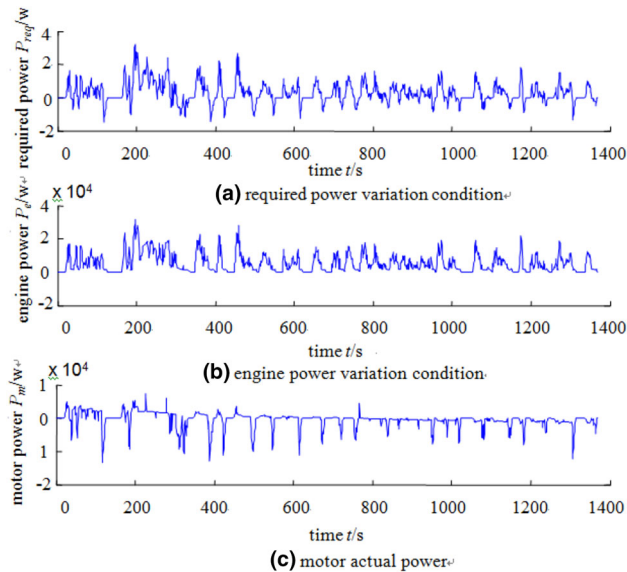 required power P_req/w
4
2
0
-2
0 200 400 600 800 1000 1200 1400
time t/s
(a) required power variation condition↵
engine power P_e/w↵
x 10^4
4
2
0
-2
0 200 400 600 800 1000 1200 1400
time t/s
(b) engine power variation condition
motor power P_m/w↵
x 10^4
1
0
-1
-2
0 200 400 600 800 1000 1200 1400
time t/s
(c) motor actual power↵